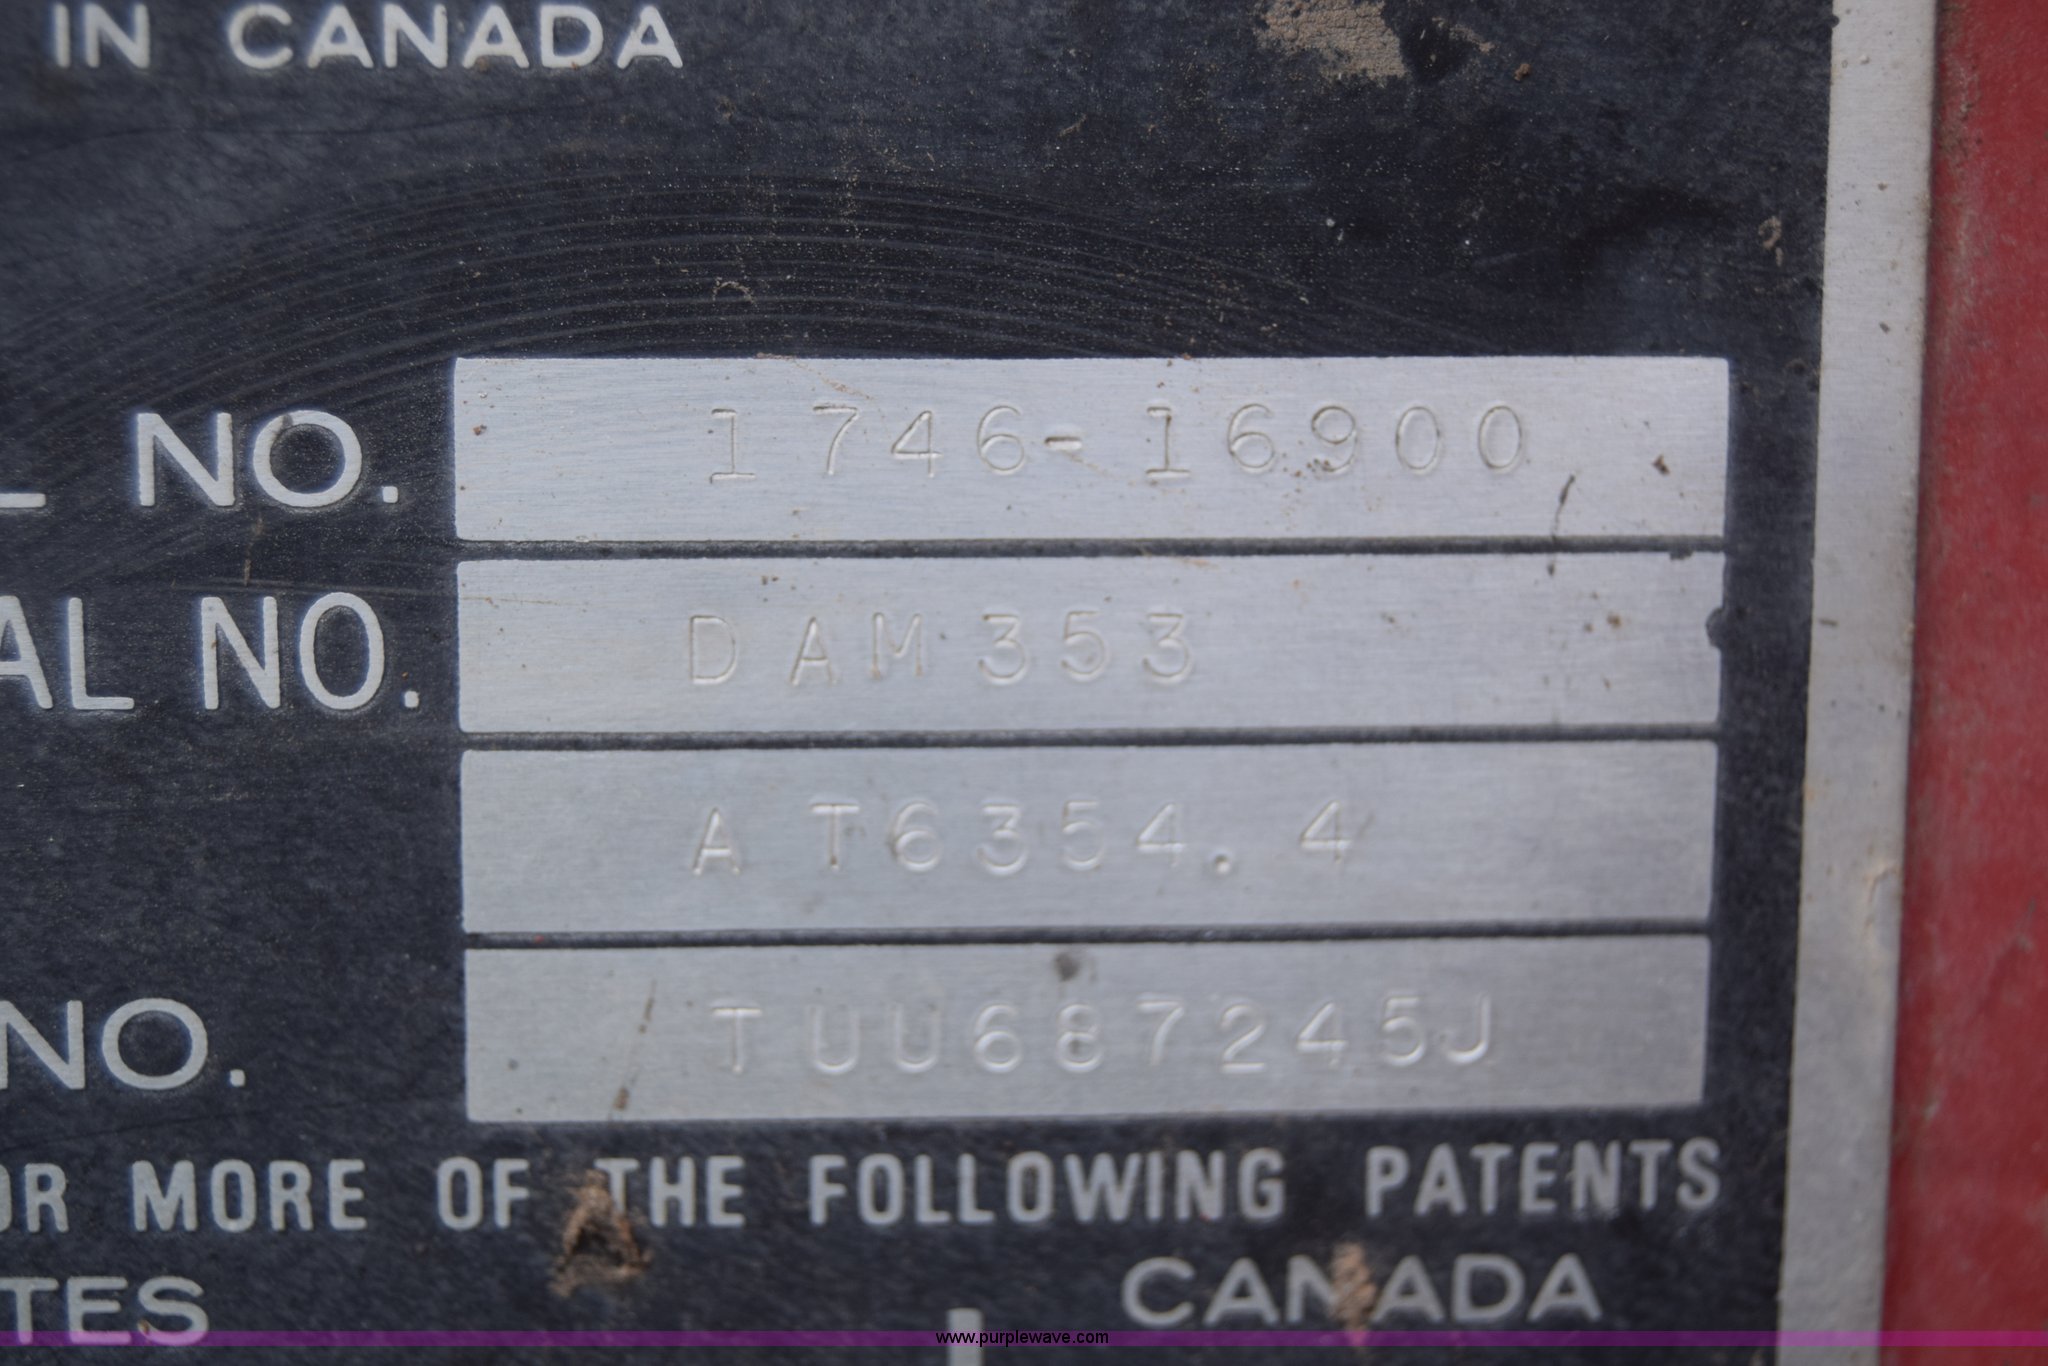 IN CANADA
L NO. 1746-16900
AL NO. DAM353
AT6354.4
NO. TUU687245J
OR MORE OF THE FOLLOWING PATENTS
TES CANADA
www.purplewave.com